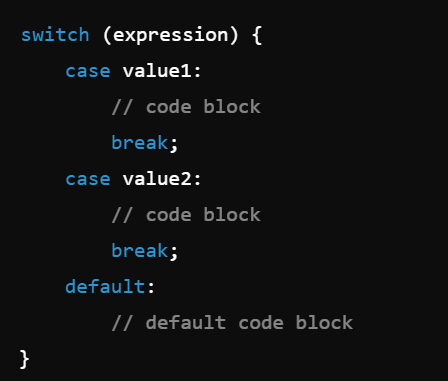 switch (expression) {
    case value1:
        // code block
        break;
    case value2:
        // code block
        break;
    default:
        // default code block
}